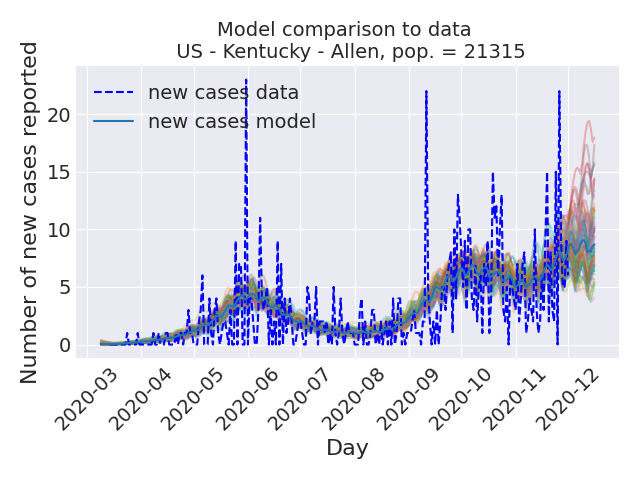 Model comparison to data
US - Kentucky - Allen, pop. = 21315
Number of new cases reported
20
15
10
5
0
new cases data
new cases model
2020-03
2020-04
2020-05
2020-06
2020-07
2020-08
2020-09
2020-10
2020-11
2020-12
Day